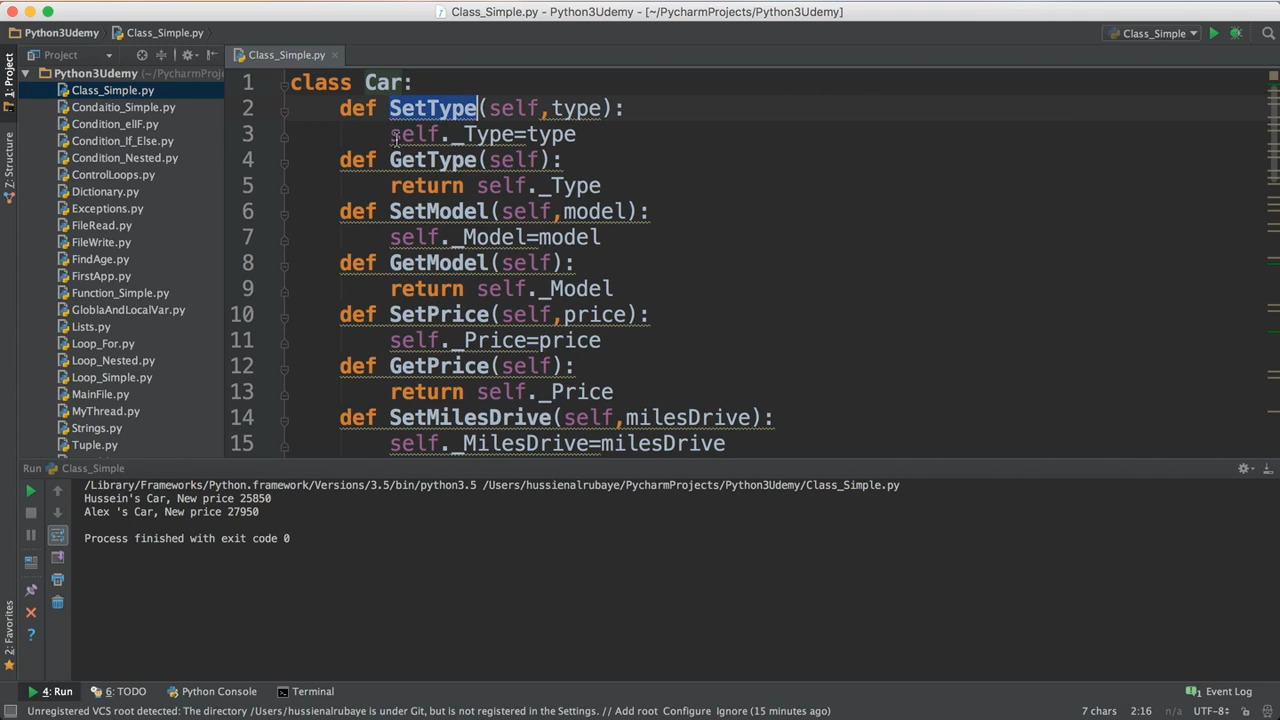 Class_Simple.py - Python3Udemy - [~/PycharmProjects/Python3Udemy]
Python3Udemy Class_Simple.py Class_Simple
Project Class_Simple.py
1: Project
Z: Structure
2: Favorites
Python3Udemy (~/PycharmProj
Class_Simple.py
Condaitio_Simple.py
Condition_ellF.py
Condition_If_Else.py
Condition_Nested.py
ControlLoops.py
Dictionary.py
Exceptions.py
FileRead.py
FileWrite.py
FindAge.py
FirstApp.py
Function_Simple.py
GloblaAndLocalVar.py
Lists.py
Loop_For.py
Loop_Nested.py
Loop_Simple.py
MainFile.py
MyThread.py
Strings.py
Tuple.py
1 class Car:
2 def SetType(self,type):
3 self._Type=type
4 def GetType(self):
5 return self._Type
6 def SetModel(self,model):
7 self._Model=model
8 def GetModel(self):
9 return self._Model
10 def SetPrice(self,price):
11 self._Price=price
12 def GetPrice(self):
13 return self._Price
14 def SetMilesDrive(self,milesDrive):
15 self._MilesDrive=milesDrive
Run Class_Simple
/Library/Frameworks/Python.framework/Versions/3.5/bin/python3.5 /Users/hussienalrubaye/PycharmProjects/Python3Udemy/Class_Simple.py
Hussein's Car, New price 25850
Alex 's Car, New price 27950
Process finished with exit code 0
4: Run 6: TODO Python Console Terminal 1 Event Log
Unregistered VCS root detected: The directory /Users/hussienalrubaye is under Git, but is not registered in the Settings. // Add root Configure Ignore (15 minutes ago) 7 chars 2:16 n/a UTF-8